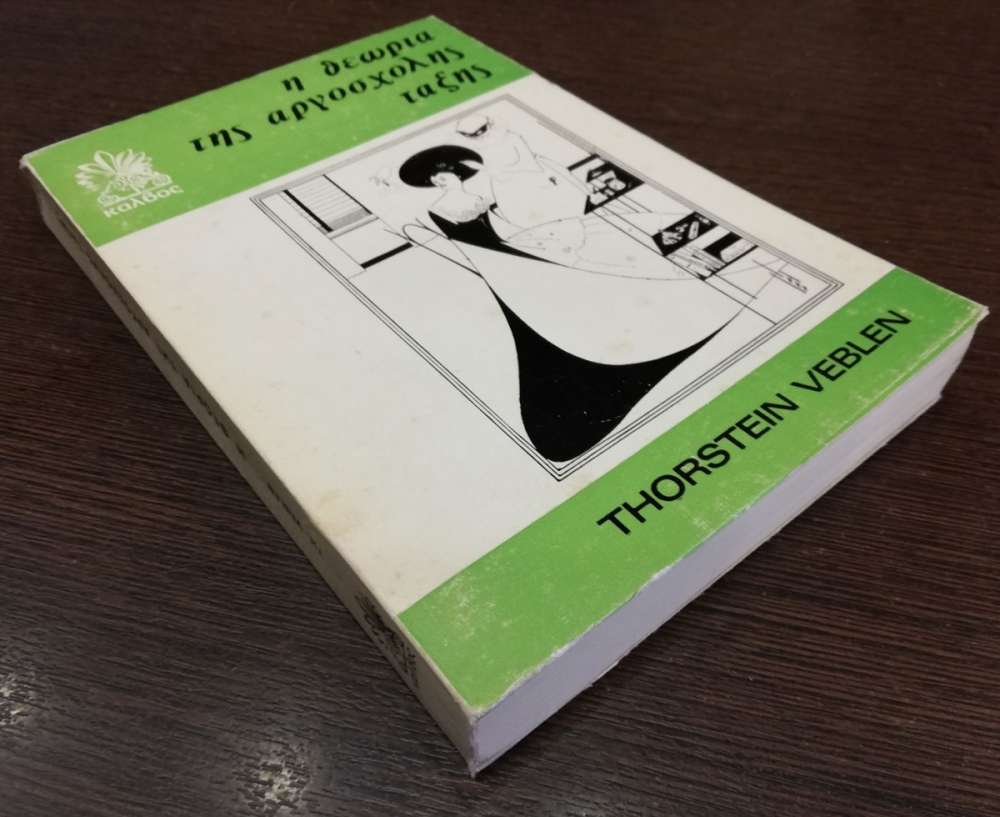 η θεωρια
της αργοσχολης
ταξης
καλβος
THORSTEIN VEBLEN